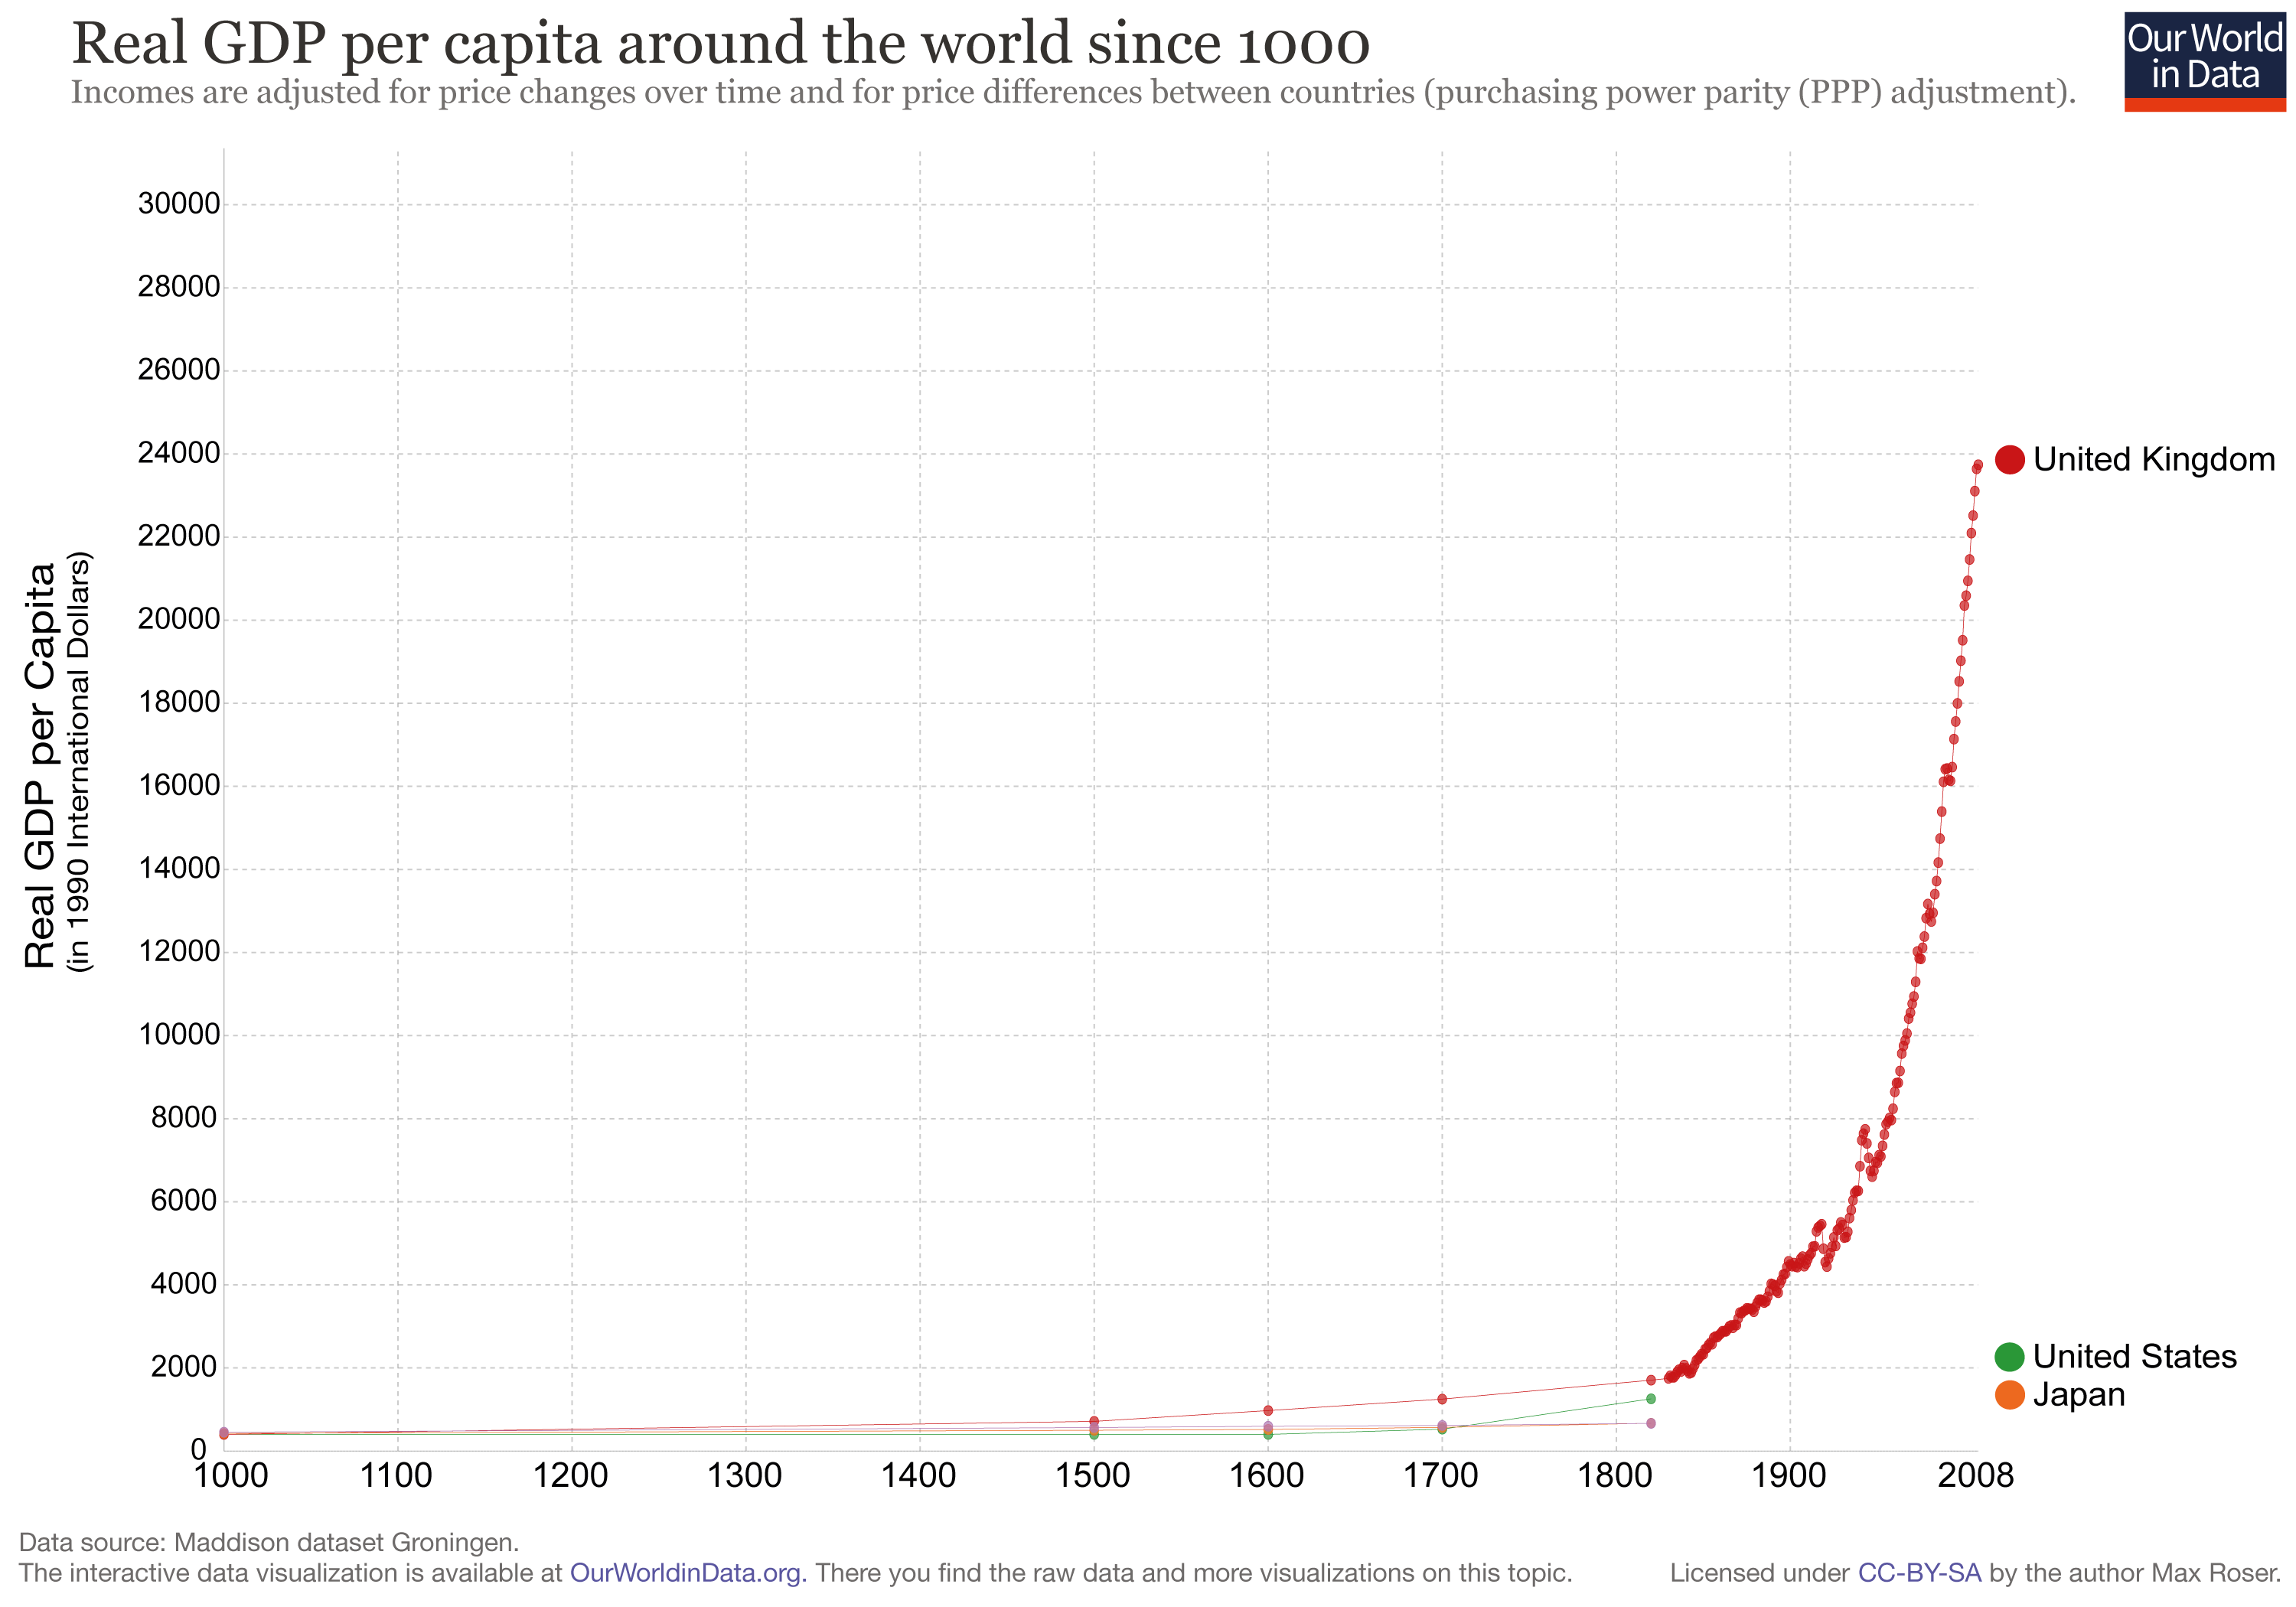 Real GDP per capita around the world since 1000
Incomes are adjusted for price changes over time and for price differences between countries (purchasing power parity (PPP) adjustment).
Our World
in Data
Real GDP per Capita
(in 1990 International Dollars)
30000
28000
26000
24000
22000
20000
18000
16000
14000
12000
10000
8000
6000
4000
2000
0
United Kingdom
United States
Japan
1000 1100 1200 1300 1400 1500 1600 1700 1800 1900 2008
Data source: Maddison dataset Groningen.
The interactive data visualization is available at OurWorldinData.org. There you find the raw data and more visualizations on this topic.
Licensed under CC-BY-SA by the author Max Roser.